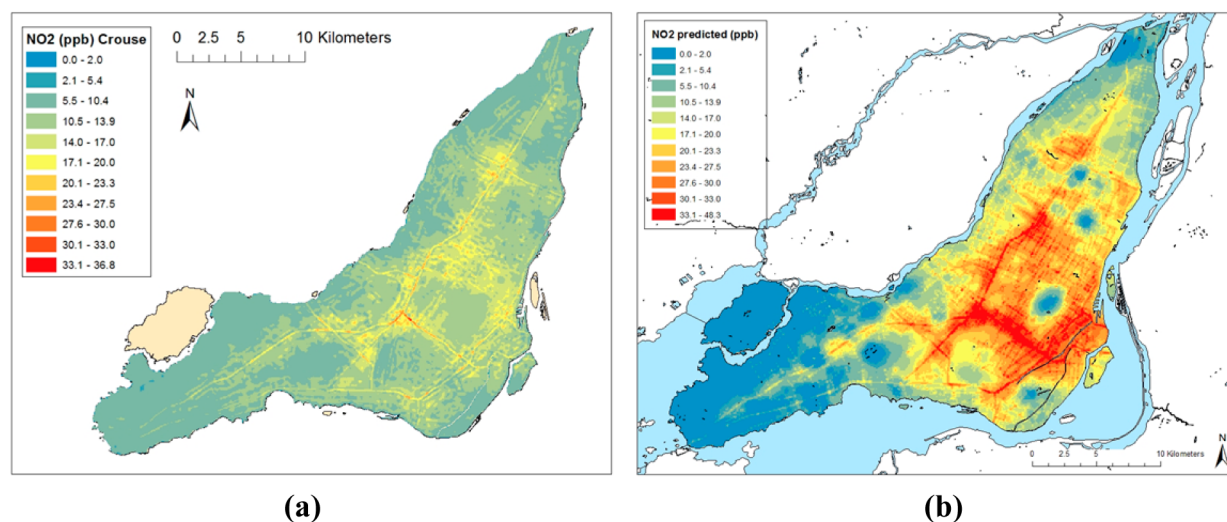 NO2 (ppb) Crouse
0.0 - 2.0
2.1 - 5.4
5.5 - 10.4
10.5 - 13.9
14.0 - 17.0
17.1 - 20.0
20.1 - 23.3
23.4 - 27.5
27.6 - 30.0
30.1 - 33.0
33.1 - 36.8
0 2.5 5 10 Kilometers
N
NO2 predicted (ppb)
0.0 - 2.0
2.1 - 5.4
5.5 - 10.4
10.5 - 13.9
14.0 - 17.0
17.1 - 20.0
20.1 - 23.3
23.4 - 27.5
27.6 - 30.0
30.1 - 33.0
33.1 - 48.3
N
0 2.5 5 10 Kilometers
(a)
(b)